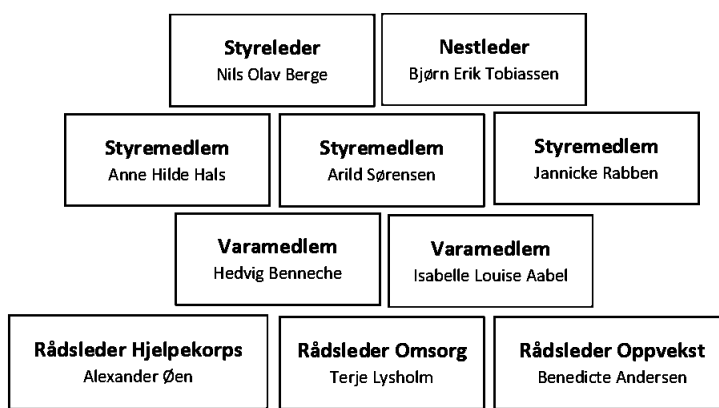 Styreleder
Nils Olav Berge
Nestleder
Bjørn Erik Tobiassen
Styremedlem
Anne Hilde Hals
Styremedlem
Arild Sørensen
Styremedlem
Jannicke Rabben
Varamedlem
Hedvig Benneche
Varamedlem
Isabelle Louise Aabel
Rådsleder Hjelpekorps
Alexander Øen
Rådsleder Omsorg
Terje Lysholm
Rådsleder Oppvekst
Benedicte Andersen